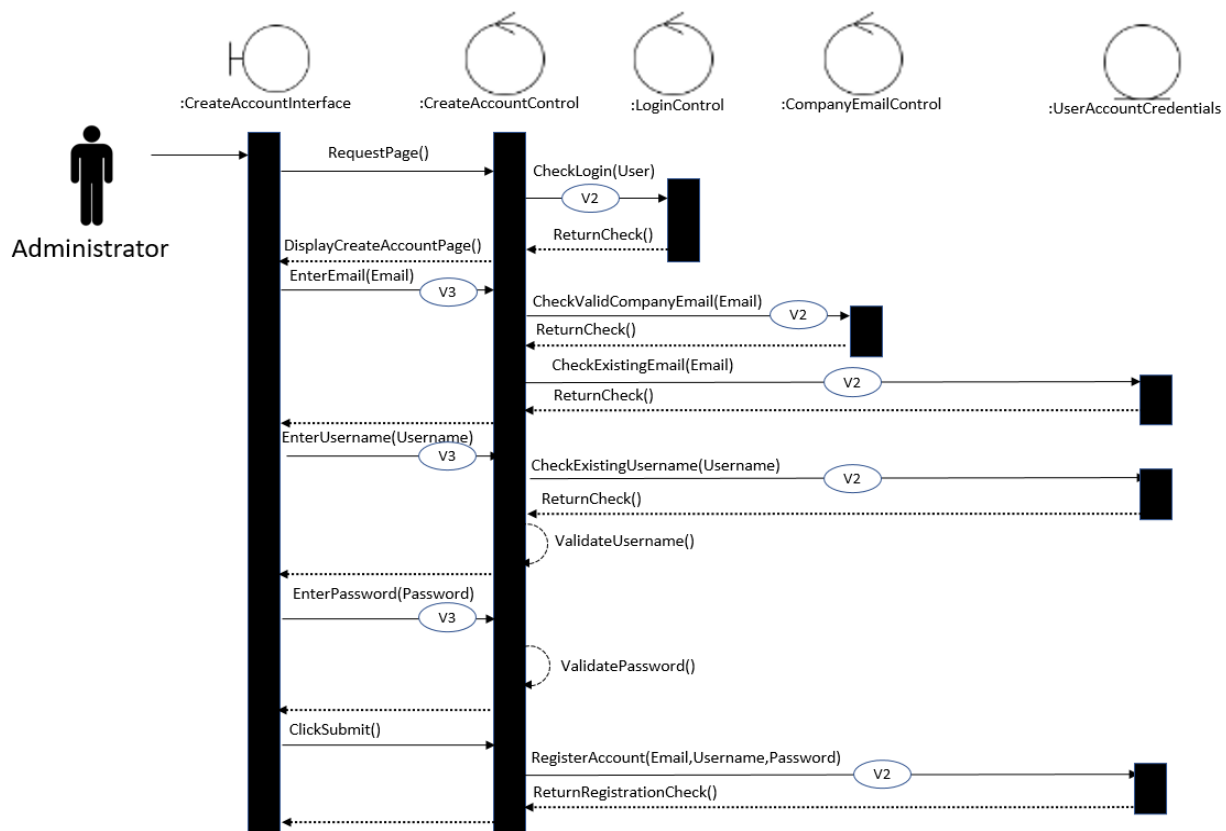 :CreateAccountInterface
:CreateAccountControl
:LoginControl
:CompanyEmailControl
:UserAccountCredentials
Administrator
RequestPage()
CheckLogin(User)
V2
ReturnCheck()
DisplayCreateAccountPage()
EnterEmail(Email)
V3
CheckValidCompanyEmail(Email)
V2
ReturnCheck()
CheckExistingEmail(Email)
V2
ReturnCheck()
EnterUsername(Username)
V3
CheckExistingUsername(Username)
V2
ReturnCheck()
ValidateUsername()
EnterPassword(Password)
V3
ValidatePassword()
ClickSubmit()
RegisterAccount(Email,Username,Password)
V2
ReturnRegistrationCheck()